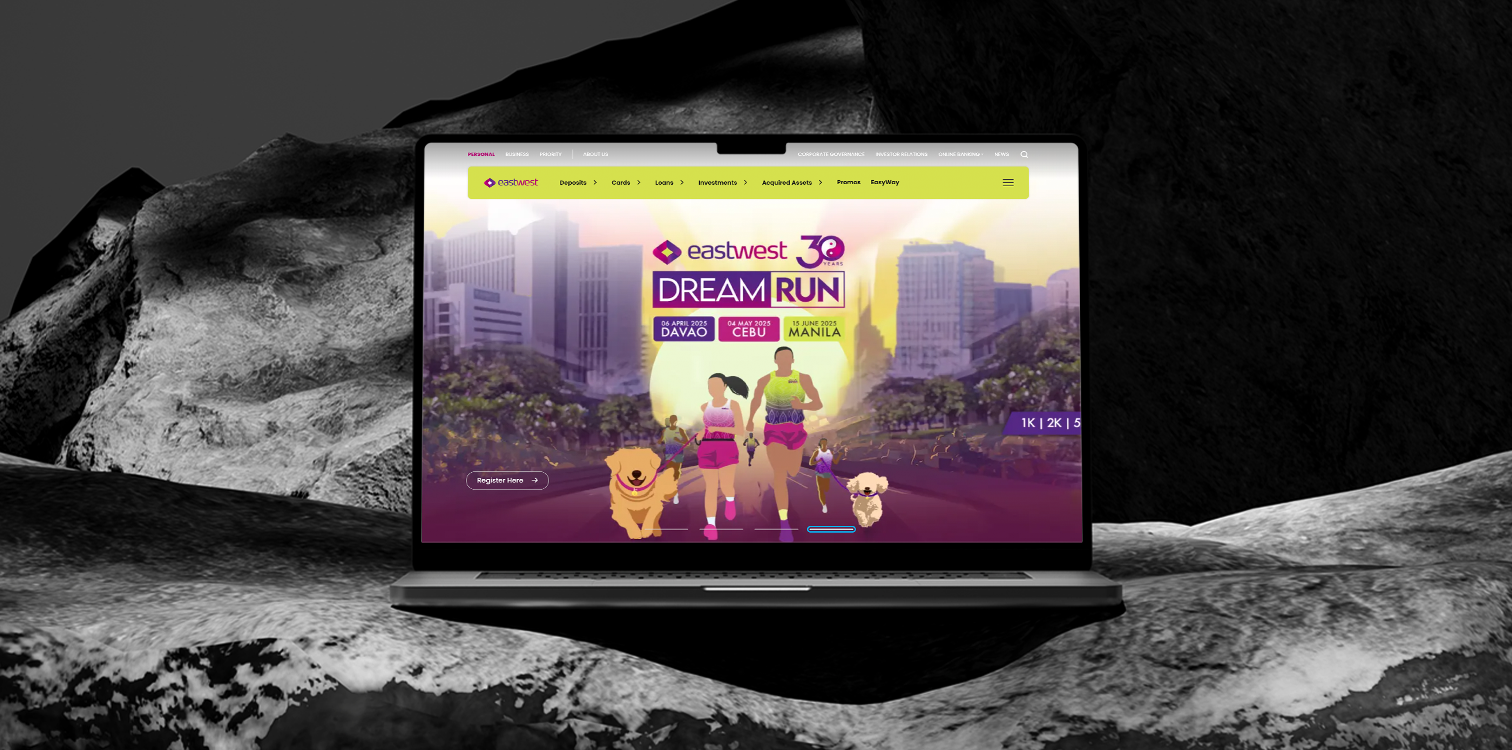 PERSONAL BUSINESS PRIORITY ABOUT US CORPORATE GOVERNANCE INVESTOR RELATIONS ONLINE BANKING NEWS
eastwest Deposits Cards Loans Investments Acquired Assets Promos EasyWay
eastwest 30
YEARS
DREAM RUN
06 APRIL 2025 04 MAY 2025 15 JUNE 2025
DAVAO CEBU MANILA
1K | 2K | 5
Register Here